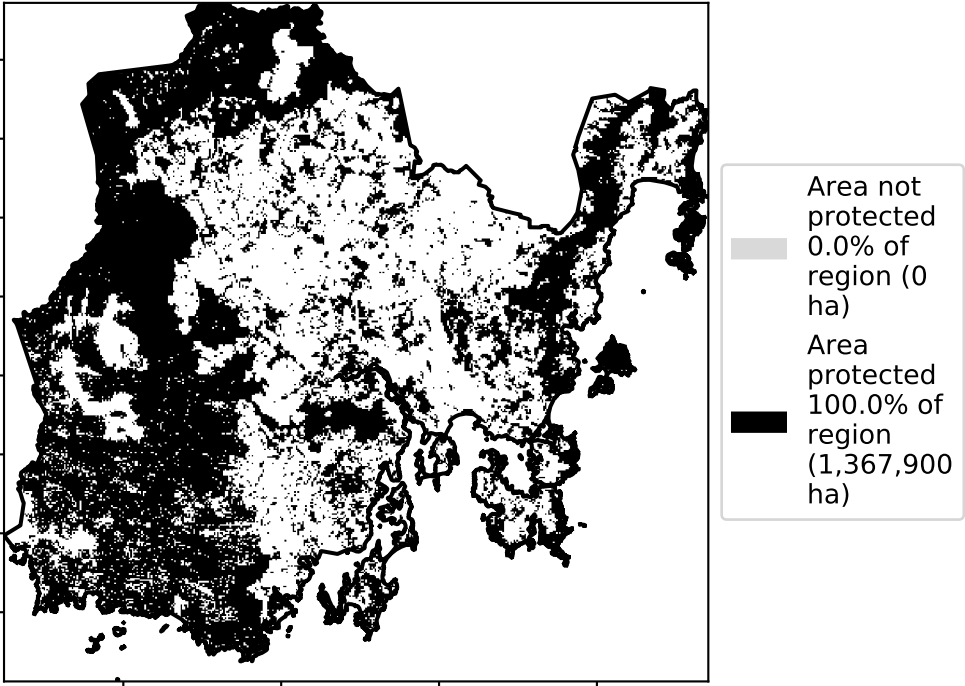 Area not
protected
0.0% of
region (0
ha)
Area
protected
100.0% of
region
(1,367,900
ha)